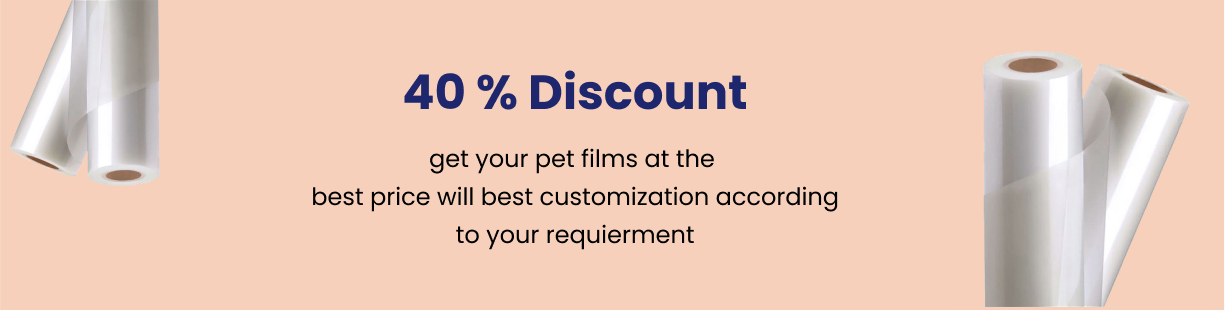 40 % Discount
get your pet films at the
best price will best customization according
to your requierment